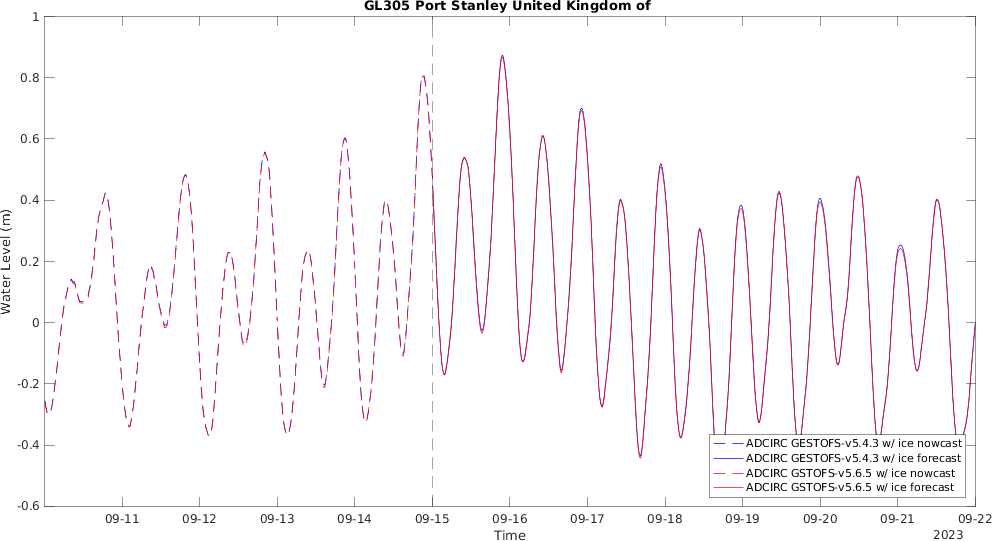 GL305 Port Stanley United Kingdom of
1
0.8
0.6
0.4
0.2
0
-0.2
-0.4
-0.6
Water Level (m)
ADCIRC GESTOFS-v5.4.3 w/ ice nowcast
ADCIRC GESTOFS-v5.4.3 w/ ice forecast
ADCIRC GSTOFS-v5.6.5 w/ ice nowcast
ADCIRC GSTOFS-v5.6.5 w/ ice forecast
09-11 09-12 09-13 09-14 09-15 09-16 09-17 09-18 09-19 09-20 09-21 09-22
Time
2023